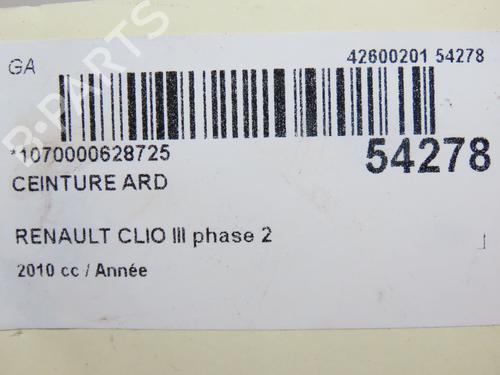 GA
42600201 54278
*1070000628725
54278
CEINTURE ARD
RENAULT CLIO III phase 2
2010 cc / Année
B-PARTS